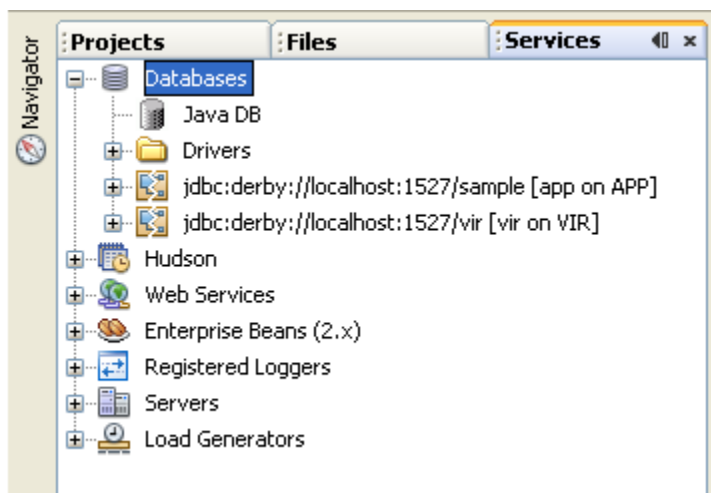 Navigator
Projects Files Services
Databases
Java DB
Drivers
jdbc:derby://localhost:1527/sample [app on APP]
jdbc:derby://localhost:1527/vir [vir on VIR]
Hudson
Web Services
Enterprise Beans (2.x)
Registered Loggers
Servers
Load Generators